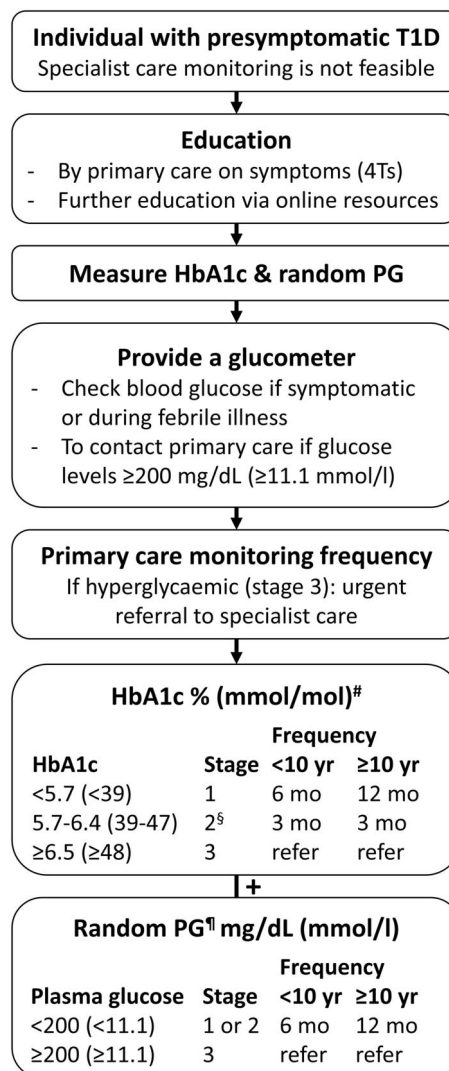 Individual with presymptomatic T1D
Specialist care monitoring is not feasible
Education
- By primary care on symptoms (4Ts)
- Further education via online resources
Measure HbA1c & random PG
Provide a glucometer
- Check blood glucose if symptomatic
or during febrile illness
- To contact primary care if glucose
levels ≥200 mg/dL (≥11.1 mmol/l)
Primary care monitoring frequency
If hyperglycaemic (stage 3): urgent
referral to specialist care
HbA1c % (mmol/mol)#
Frequency
HbA1c Stage <10 yr ≥10 yr
<5.7 (<39) 1 6 mo 12 mo
5.7-6.4 (39-47) 2§ 3 mo 3 mo
≥6.5 (≥48) 3 refer refer
+
Random PG¶ mg/dL (mmol/l)
Frequency
Plasma glucose Stage <10 yr ≥10 yr
<200 (<11.1) 1 or 2 6 mo 12 mo
≥200 (≥11.1) 3 refer refer